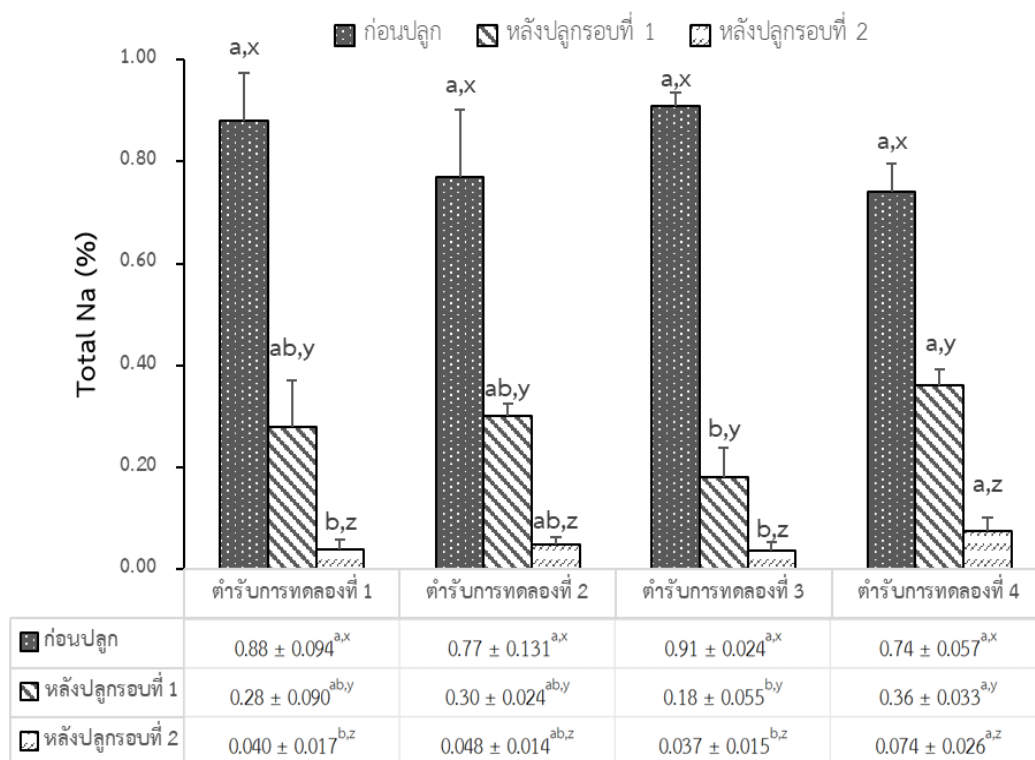 ก่อนปลูก หลังปลูกรอบที่ 1 หลังปลูกรอบที่ 2
Total Na (%)
1.00
0.80
0.60
0.40
0.20
0.00
a,x
ab,y
b,z
a,x
ab,y
ab,z
a,x
b,y
b,z
a,x
a,y
a,z
ตำรับการทดลองที่ 1 ตำรับการทดลองที่ 2 ตำรับการทดลองที่ 3 ตำรับการทดลองที่ 4
ก่อนปลูก 0.88 ± 0.094a,x 0.77 ± 0.131a,x 0.91 ± 0.024a,x 0.74 ± 0.057a,x
หลังปลูกรอบที่ 1 0.28 ± 0.090ab,y 0.30 ± 0.024ab,y 0.18 ± 0.055b,y 0.36 ± 0.033a,y
หลังปลูกรอบที่ 2 0.040 ± 0.017b,z 0.048 ± 0.014ab,z 0.037 ± 0.015b,z 0.074 ± 0.026a,z